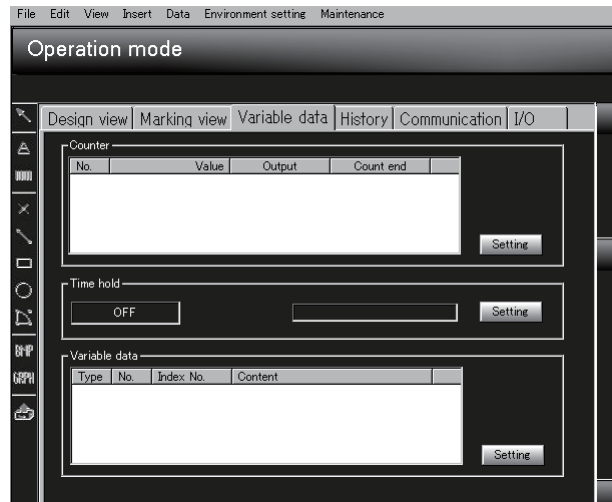 File Edit View Insert Data Environment setting Maintenance
Operation mode
Design view Marking view Variable data History Communication I/O
Counter
No. Value Output Count end
Setting
Time hold
OFF
Setting
Variable data
Type No. Index No. Content
Setting
BMP
GRPH